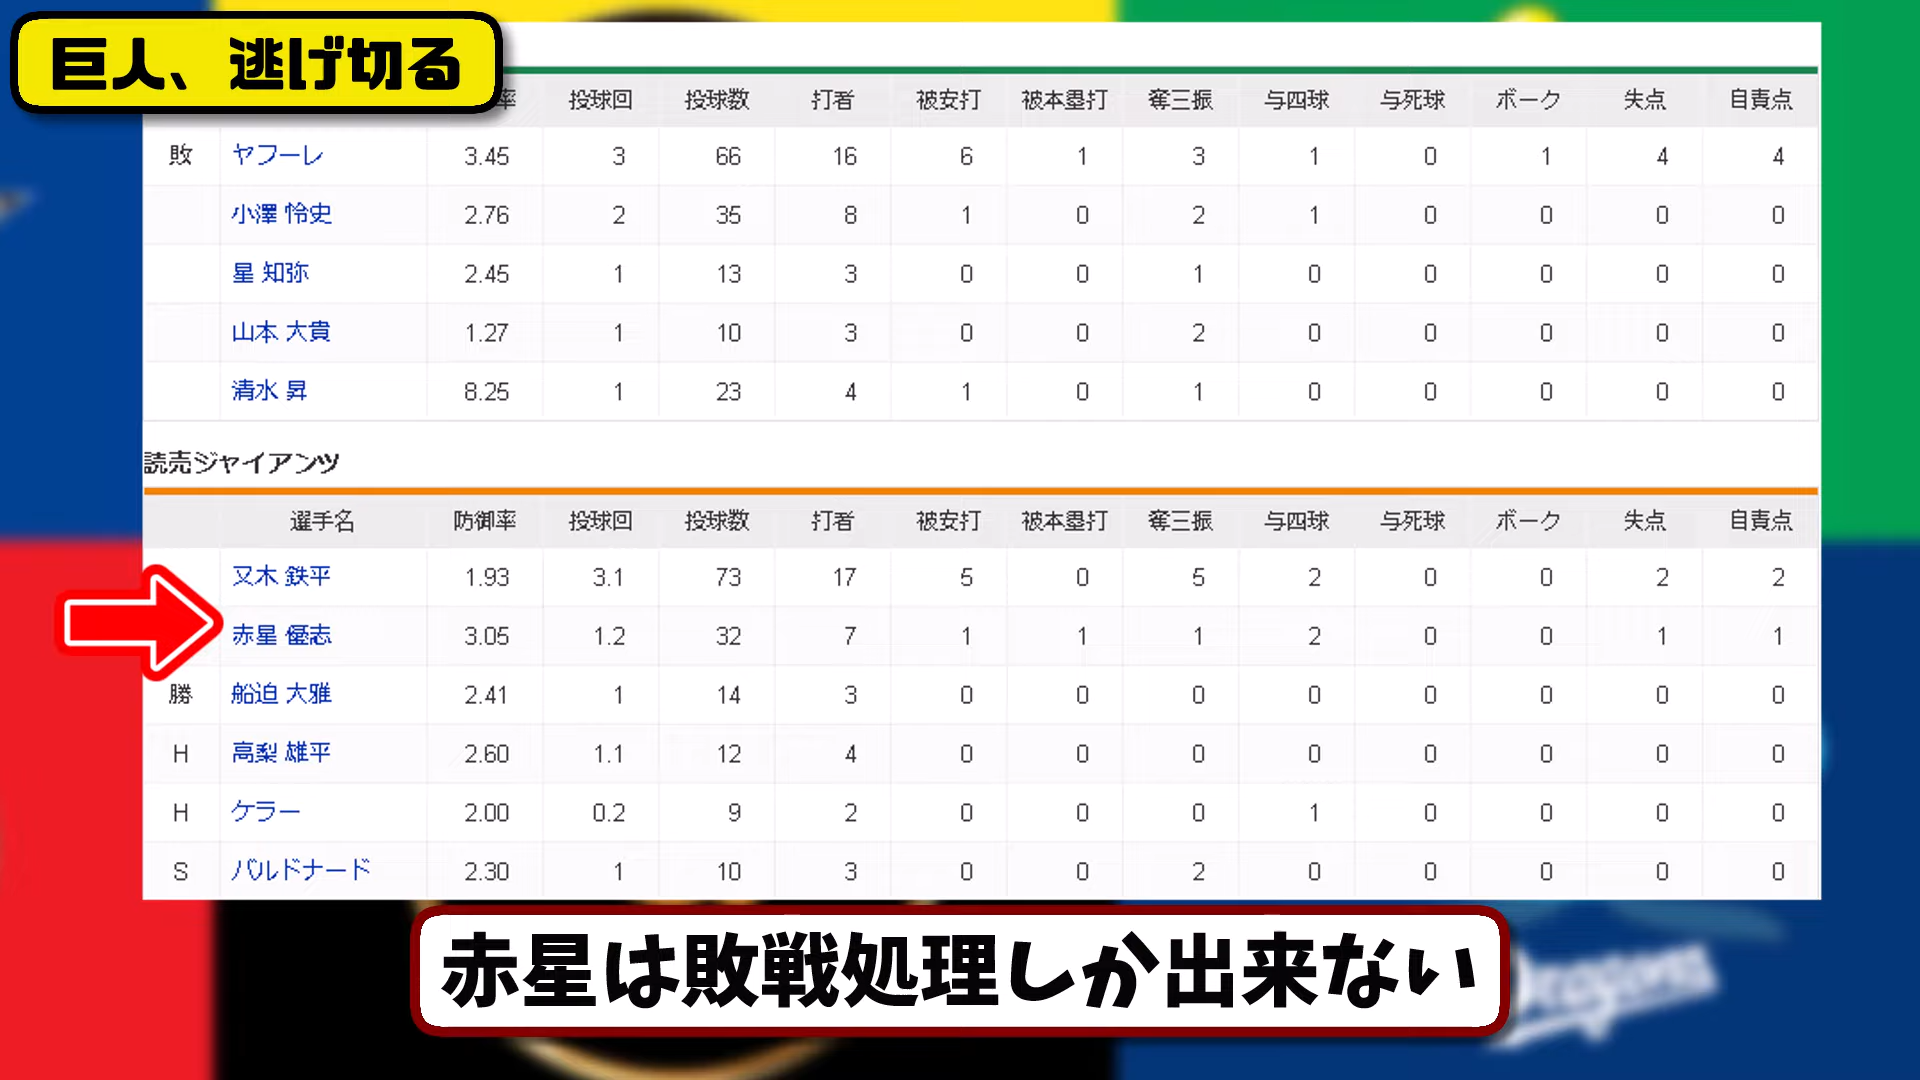 巨人、逃げ切る
率 投球回 投球数 打者 被安打 被本塁打 奪三振 与四球 与死球 ボーク 失点 自責点
敗 ヤフーレ 3.45 3 66 16 6 1 3 1 0 1 4 4
小澤 怜史 2.76 2 35 8 1 0 2 1 0 0 0 0
星 知弥 2.45 1 13 3 0 0 1 0 0 0 0 0
山本 大貴 1.27 1 10 3 0 0 2 0 0 0 0 0
清水 昇 8.25 1 23 4 1 0 1 0 0 0 0 0
読売ジャイアンツ
選手名 防御率 投球回 投球数 打者 被安打 被本塁打 奪三振 与四球 与死球 ボーク 失点 自責点
又木 鉄平 1.93 3.1 73 17 5 0 5 2 0 0 2 2
赤星 優志 3.05 1.2 32 7 1 1 1 2 0 0 1 1
勝 船迫 大雅 2.41 1 14 3 0 0 0 0 0 0 0 0
H 高梨 雄平 2.60 1.1 12 4 0 0 0 0 0 0 0 0
H ケラー 2.00 0.2 9 2 0 0 0 1 0 0 0 0
S バルドナード 2.30 1 10 3 0 0 2 0 0 0 0 0
赤星は敗戦処理しか出来ない
Dragons